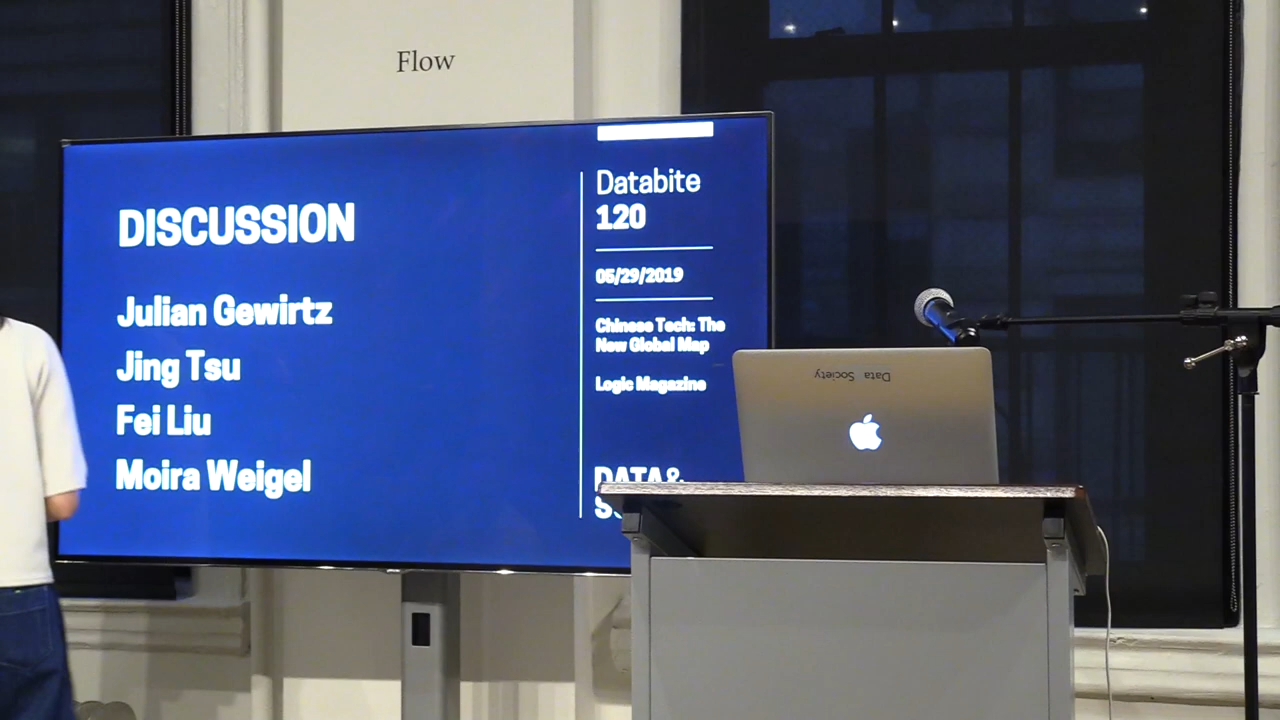 Flow
DISCUSSION
Julian Gewirtz
Jing Tsu
Fei Liu
Moira Weigel
Databite
120
05/29/2019
Chinese Tech: The
New Global Map
Logic Magazine
DATA&
Data Society